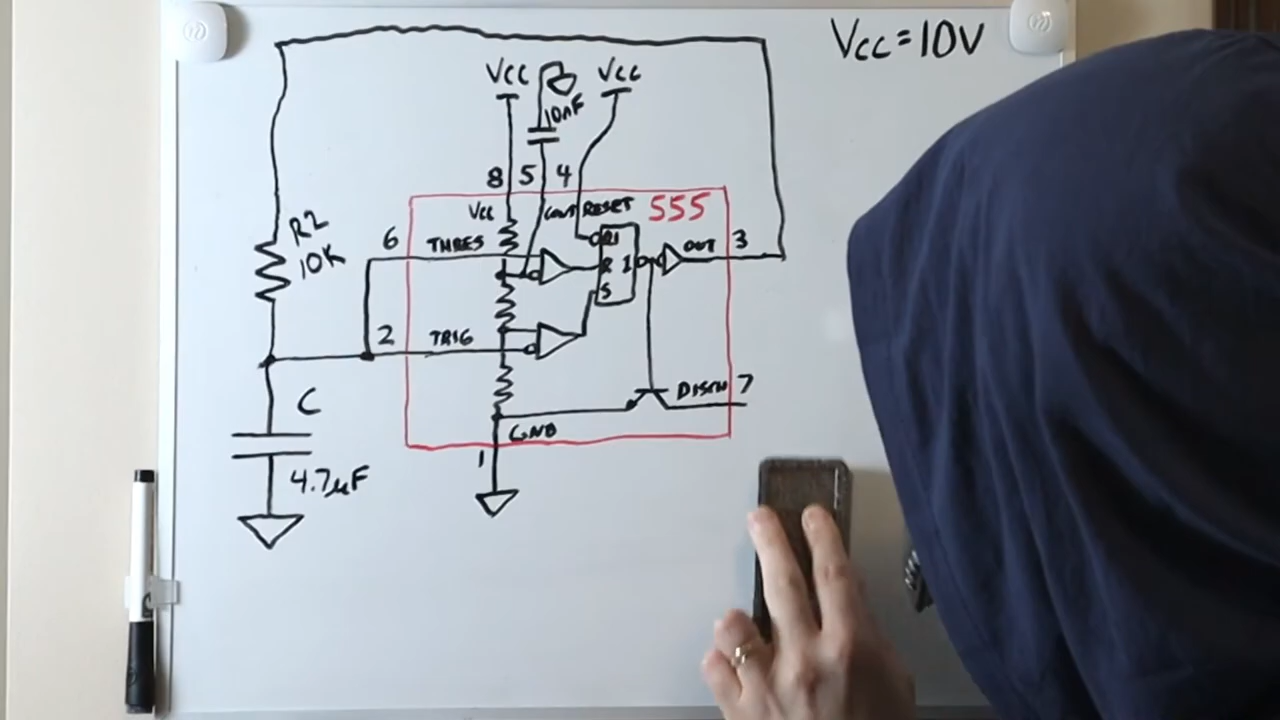 Vcc = 10V
Vcc Vcc
10nF
8 5 4
Vcc CONT RESET 555
R2
10K
6 THRES OUT 3
R
S
2 TRIG
DISCH 7
C
GND
1
4.7µF